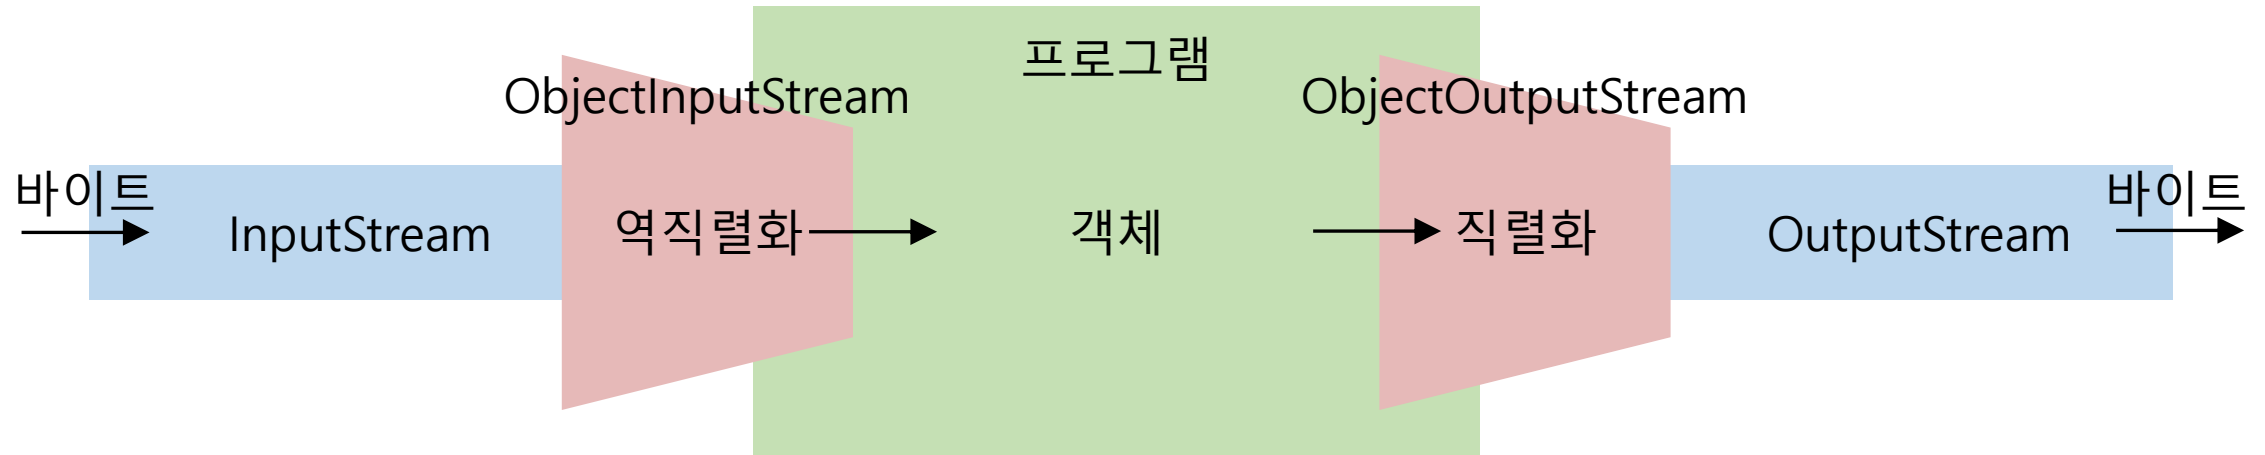 프로그램
ObjectInputStream
ObjectOutputStream
바이트
InputStream
역직렬화
객체
직렬화
OutputStream
바이트